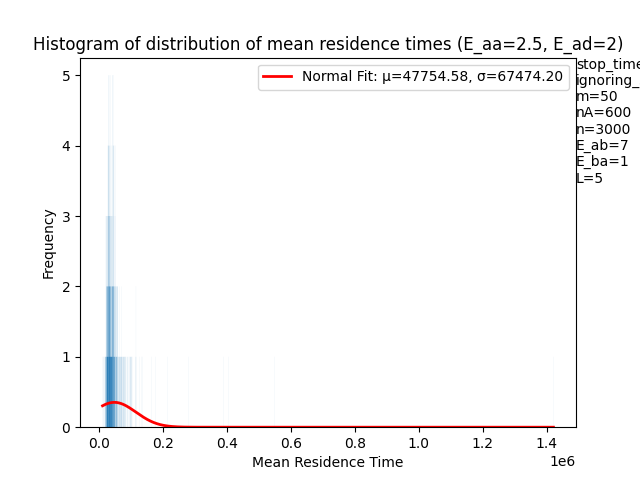 Histogram of distribution of mean residence times (E_aa=2.5, E_ad=2)
Normal Fit: μ=47754.58, σ=67474.20
stop_time
ignoring_
m=50
nA=600
n=3000
E_ab=7
E_ba=1
L=5
Frequency
5
4
3
2
1
0
0.0
0.2
0.4
0.6
0.8
1.0
1.2
1.4
1e6
Mean Residence Time